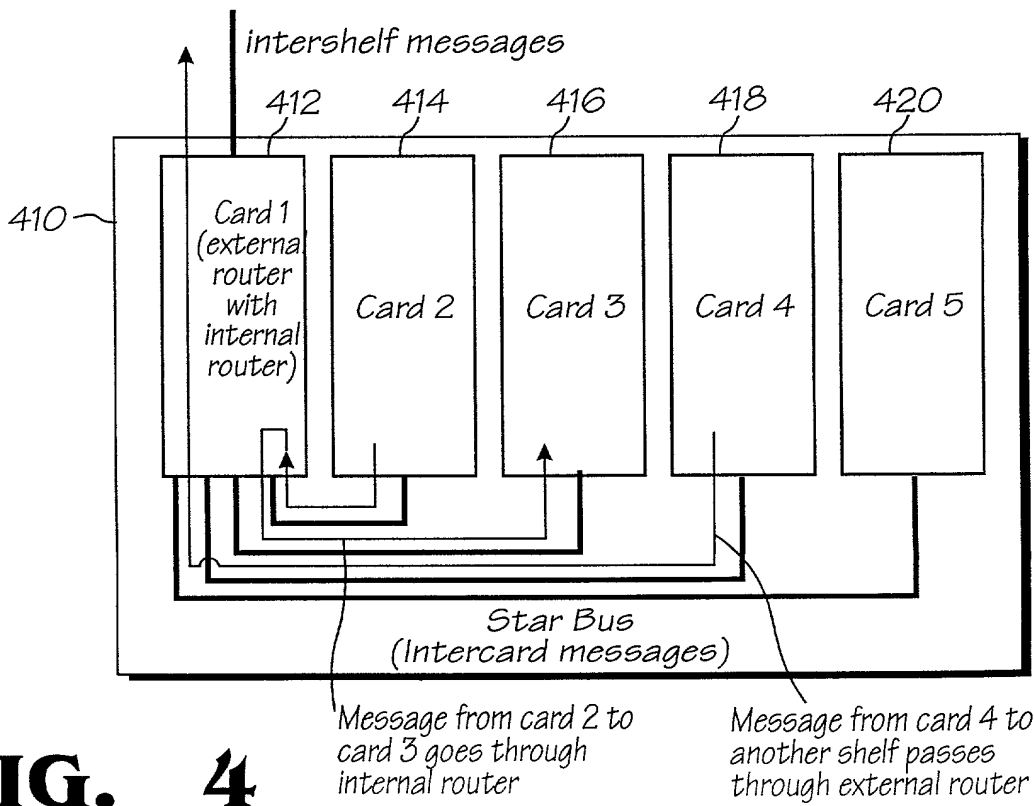 intershelf messages
412
414
416
418
420
410
Card 1
(external
router
with
internal
router)
Card 2
Card 3
Card 4
Card 5
Star Bus
(Intercard messages)
Message from card 2 to
card 3 goes through
internal router
Message from card 4 to
another shelf passes
through external router
IG. 4